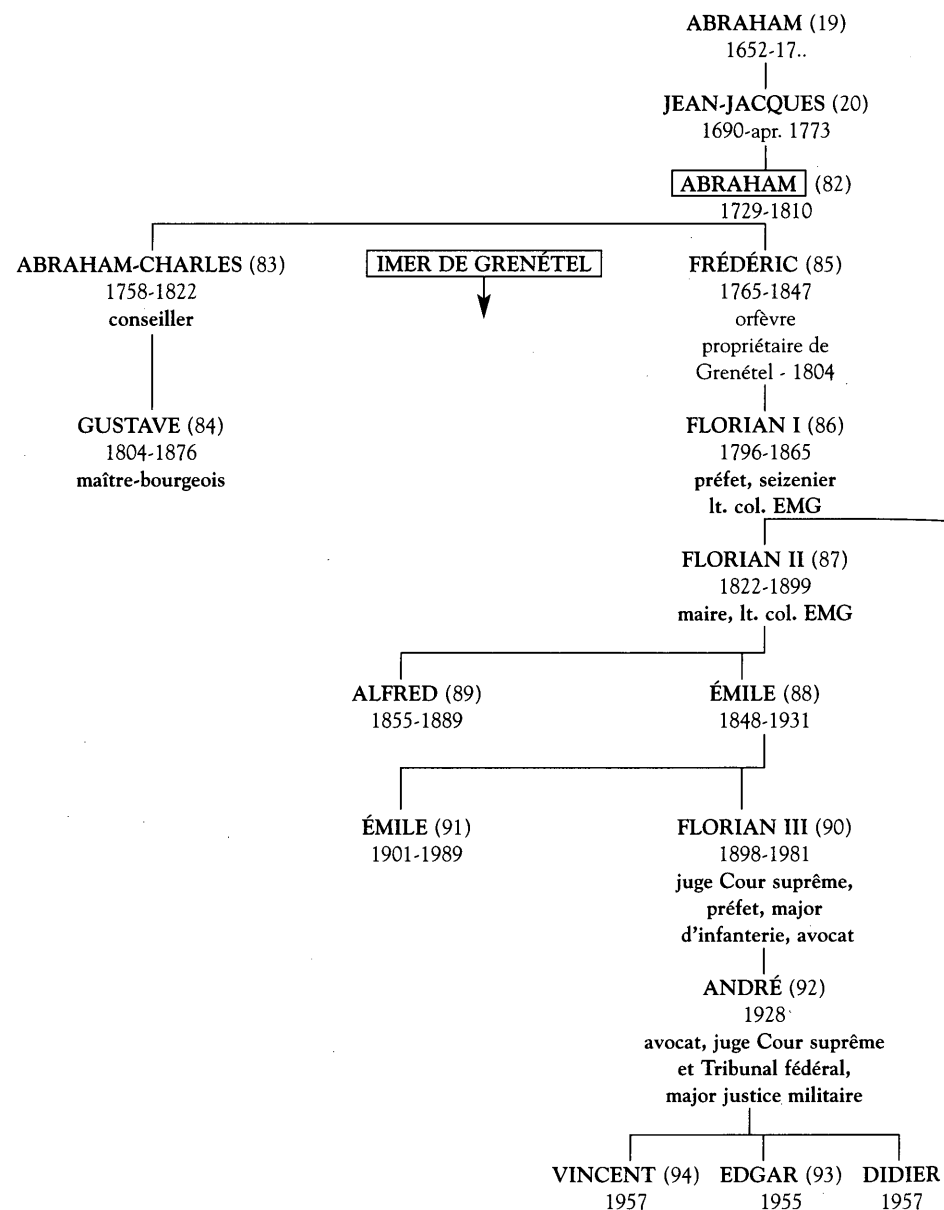 ABRAHAM (19)
1652-17..
JEAN-JACQUES (20)
1690-apr. 1773
ABRAHAM (82)
1729-1810
ABRAHAM-CHARLES (83)
1758-1822
conseiller
IMER DE GRENÉTEL
FRÉDÉRIC (85)
1765-1847
orfèvre
propriétaire de
Grenétel - 1804
GUSTAVE (84)
1804-1876
maître-bourgeois
FLORIAN I (86)
1796-1865
préfet, seizenier
lt. col. EMG
FLORIAN II (87)
1822-1899
maire, lt. col. EMG
ALFRED (89)
1855-1889
ÉMILE (88)
1848-1931
ÉMILE (91)
1901-1989
FLORIAN III (90)
1898-1981
juge Cour suprême,
préfet, major
d'infanterie, avocat
ANDRÉ (92)
1928
avocat, juge Cour suprême
et Tribunal fédéral,
major justice militaire
VINCENT (94)
1957
EDGAR (93)
1955
DIDIER
1957